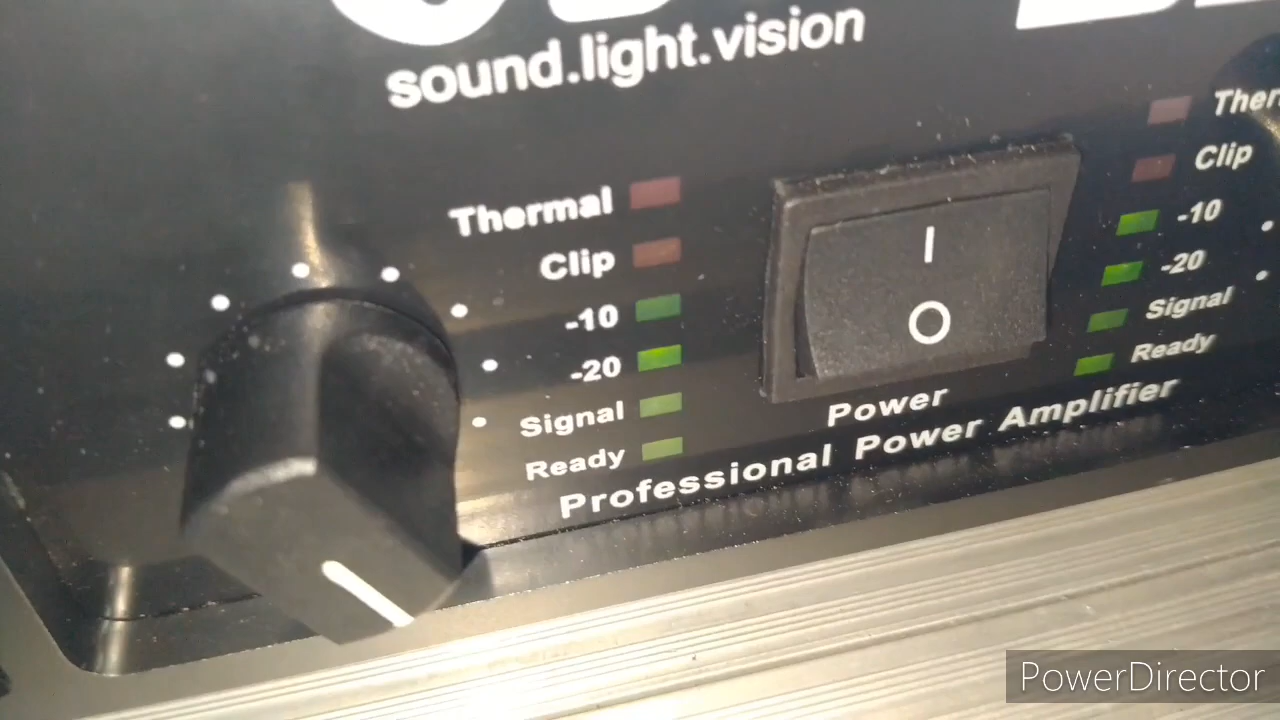 sound.light.vision
Thermal
Clip
-10
-20
Signal
Ready
I
O
Power
Clip
-10
-20
Signal
Ready
Professional Power Amplifier
PowerDirector